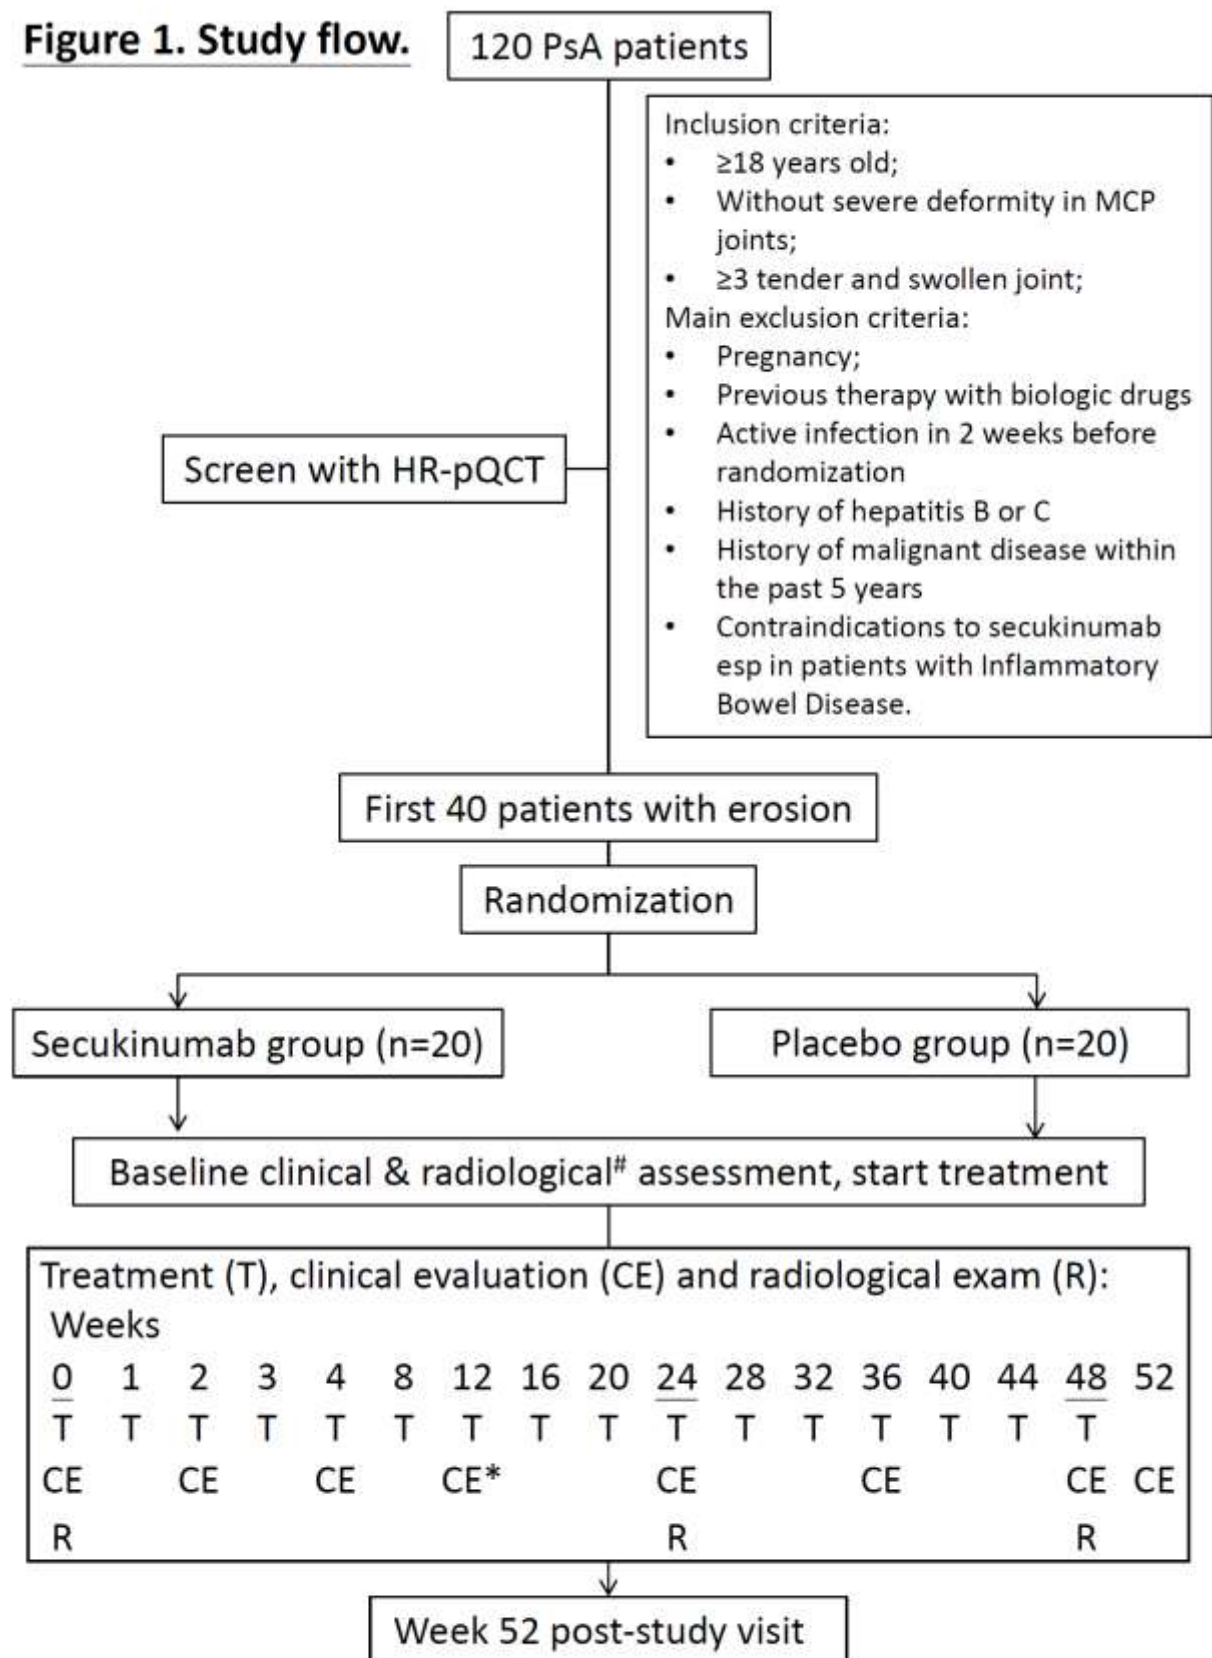 Figure 1. Study flow.
120 PsA patients
Inclusion criteria:
• ≥18 years old;
• Without severe deformity in MCP
joints;
• ≥3 tender and swollen joint;
Main exclusion criteria:
• Pregnancy;
• Previous therapy with biologic drugs
• Active infection in 2 weeks before
randomization
• History of hepatitis B or C
• History of malignant disease within
the past 5 years
• Contraindications to secukinumab
esp in patients with Inflammatory
Bowel Disease.
Screen with HR-pQCT
First 40 patients with erosion
Randomization
Secukinumab group (n=20)
Placebo group (n=20)
Baseline clinical & radiological# assessment, start treatment
Treatment (T), clinical evaluation (CE) and radiological exam (R):
Weeks
0 1 2 3 4 8 12 16 20 24 28 32 36 40 44 48 52
T T T T T T T T T T T T T T T T
CE CE CE CE* CE CE CE CE
R R R
Week 52 post-study visit